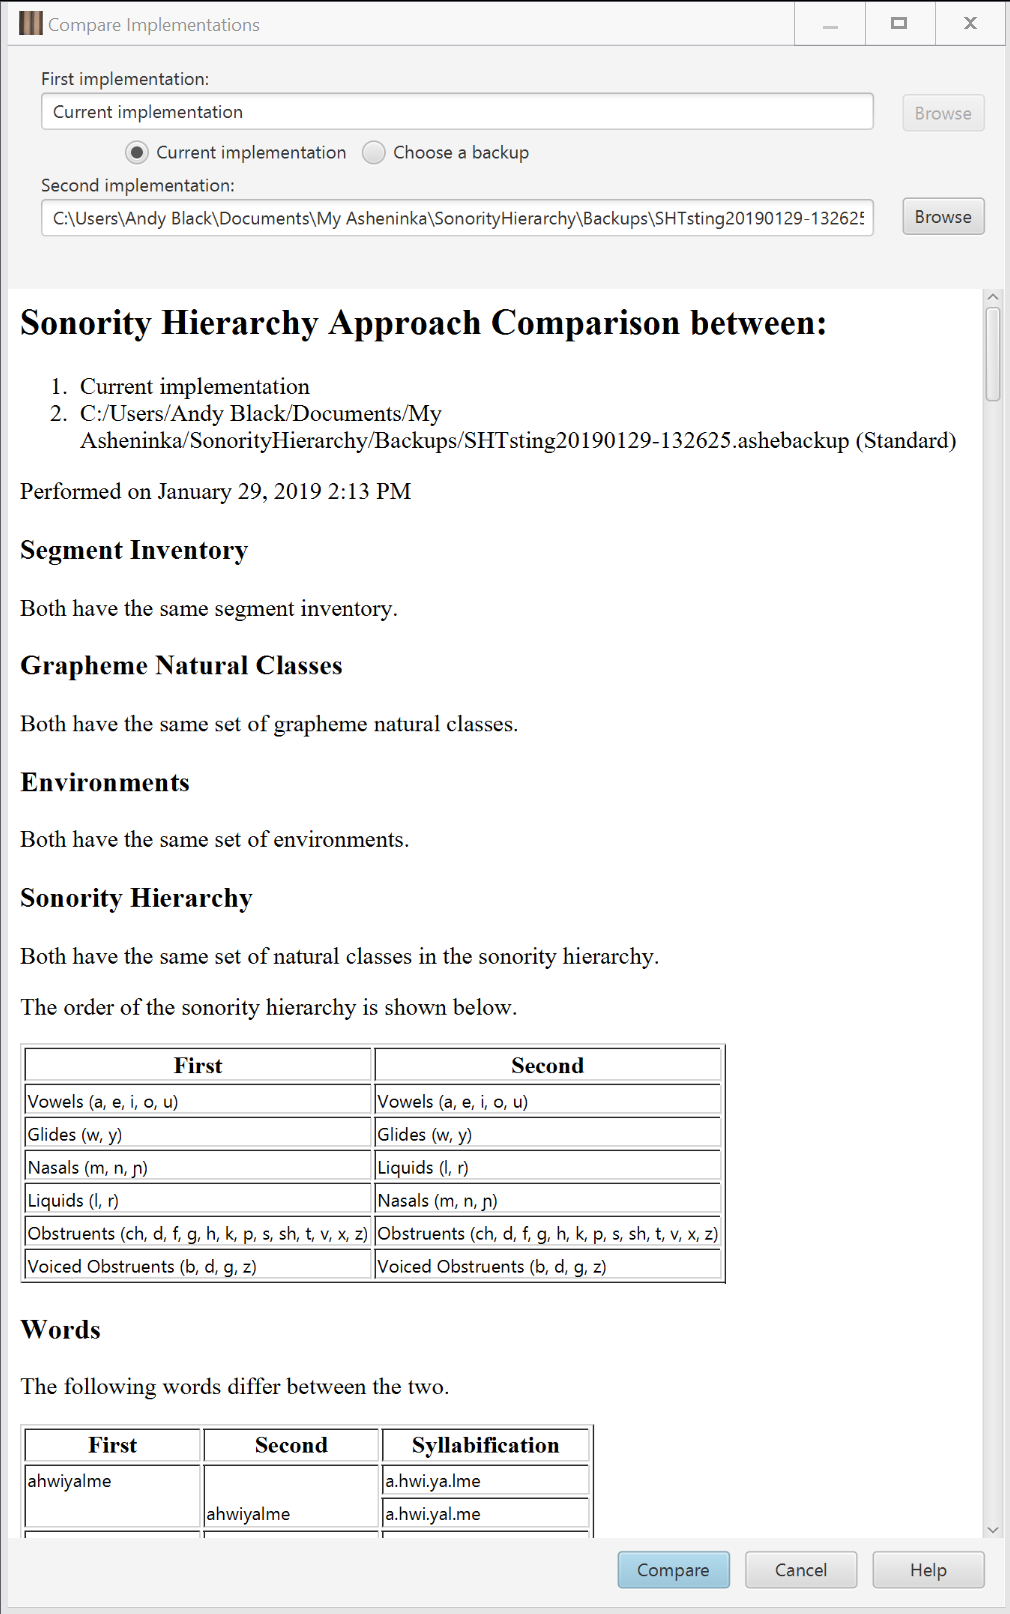 Compare Implementations
First implementation:
Current implementation
Browse
Current implementation Choose a backup
Second implementation:
C:\Users\Andy Black\Documents\My Asheninka\SonorityHierarchy\Backups\SHTsting20190129-132625
Browse
Sonority Hierarchy Approach Comparison between:
1. Current implementation
2. C:/Users/Andy Black/Documents/My
Asheninka/SonorityHierarchy/Backups/SHTsting20190129-132625.ashebackup (Standard)
Performed on January 29, 2019 2:13 PM
Segment Inventory
Both have the same segment inventory.
Grapheme Natural Classes
Both have the same set of grapheme natural classes.
Environments
Both have the same set of environments.
Sonority Hierarchy
Both have the same set of natural classes in the sonority hierarchy.
The order of the sonority hierarchy is shown below.
First Second
Vowels (a, e, i, o, u) Vowels (a, e, i, o, u)
Glides (w, y) Glides (w, y)
Nasals (m, n, ɲ) Liquids (l, r)
Liquids (l, r) Nasals (m, n, ɲ)
Obstruents (ch, d, f, g, h, k, p, s, sh, t, v, x, z) Obstruents (ch, d, f, g, h, k, p, s, sh, t, v, x, z)
Voiced Obstruents (b, d, g, z) Voiced Obstruents (b, d, g, z)
Words
The following words differ between the two.
First Second Syllabification
ahwiyalme a.hwi.ya.lme
ahwiyalme a.hwi.yal.me
Compare Cancel Help